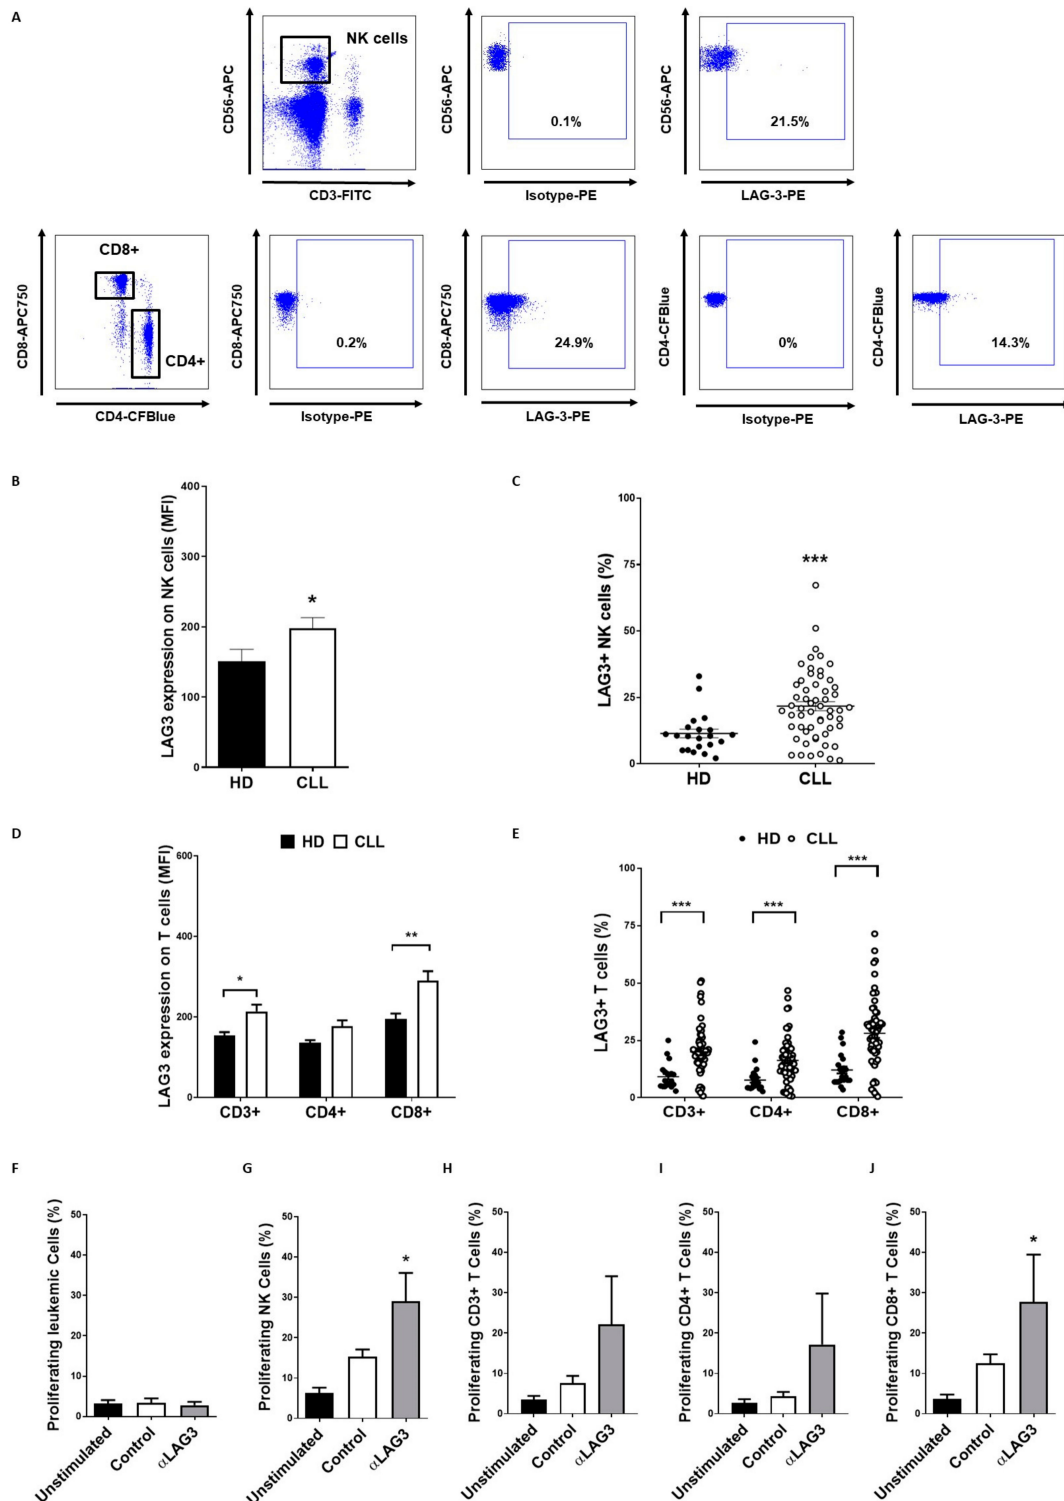 A
NK cells
CD56-APC
CD3-FITC
CD56-APC
0.1%
Isotype-PE
CD56-APC
21.5%
LAG-3-PE
CD8+
CD4+
CD8-APC750
CD4-CFBlue
CD8-APC750
0.2%
Isotype-PE
CD8-APC750
24.9%
LAG-3-PE
CD4-CFBlue
0%
Isotype-PE
CD4-CFBlue
14.3%
LAG-3-PE
B
LAG3 expression on NK cells (MFI)
400
300
200
100
0
*
HD CLL
C
LAG3+ NK cells (%)
100
75
50
25
0
***
HD CLL
D
HD CLL
LAG3 expression on T cells (MFI)
600
400
200
0
*
**
CD3+ CD4+ CD8+
E
HD CLL
LAG3+ T cells (%)
100
75
50
25
0
***
***
***
CD3+ CD4+ CD8+
F
Proliferating leukemic Cells (%)
50
40
30
20
10
0
Unstimulated
Control
αLAG3
G
Proliferating NK Cells (%)
50
40
30
20
10
0
*
Unstimulated
Control
αLAG3
H
Proliferating CD3+ T Cells (%)
50
40
30
20
10
0
Unstimulated
Control
αLAG3
I
Proliferating CD4+ T Cells (%)
50
40
30
20
10
0
Unstimulated
Control
αLAG3
J
Proliferating CD8+ T Cells (%)
50
40
30
20
10
0
*
Unstimulated
Control
αLAG3